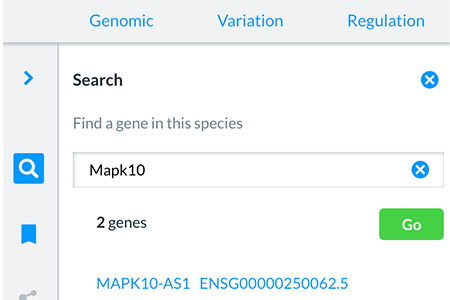 Genomic Variation Regulation
Search
Find a gene in this species
Mapk10
2 genes
Go
MAPK10-AS1 ENSG00000250062.5